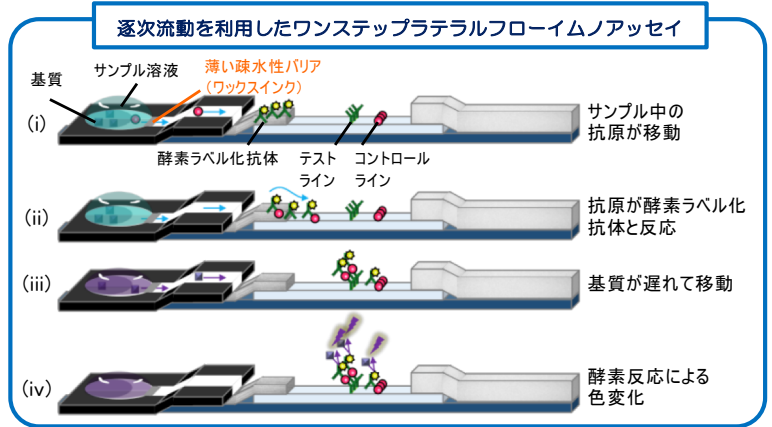 逐次流動を利用したワンステップラテラルフローイムノアッセイ
基質
サンプル溶液
薄い疎水性バリア
（ワックスインク）
(i)
酵素ラベル化抗体
テスト
ライン
コントロール
ライン
サンプル中の
抗原が移動
(ii)
抗原が酵素ラベル化
抗体と反応
(iii)
基質が遅れて移動
(iv)
酵素反応による
色変化